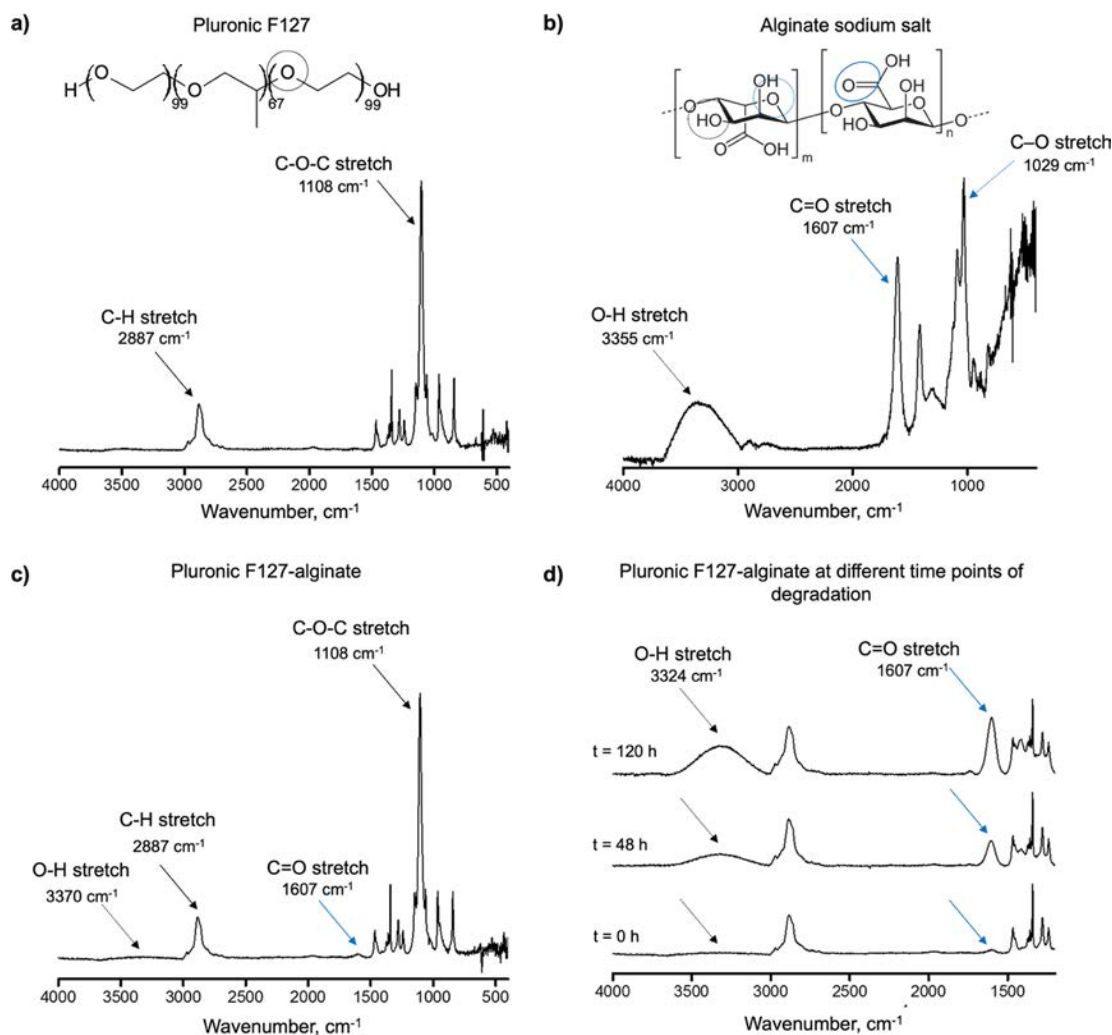 a)
Pluronic F127
H
O
99
O
67
O
99
OH
C-O-C stretch
1108 cm⁻¹
C-H stretch
2887 cm⁻¹
4000 3500 3000 2500 2000 1500 1000 500
Wavenumber, cm⁻¹
b)
Alginate sodium salt
O
OH
O
HO
O
OH
m
O
OH
O
OH
O
HO
O
n
C–O stretch
1029 cm⁻¹
C=O stretch
1607 cm⁻¹
O-H stretch
3355 cm⁻¹
4000 3000 2000 1000
Wavenumber, cm⁻¹
c)
Pluronic F127-alginate
C-O-C stretch
1108 cm⁻¹
C-H stretch
2887 cm⁻¹
O-H stretch
3370 cm⁻¹
C=O stretch
1607 cm⁻¹
4000 3500 3000 2500 2000 1500 1000 500
Wavenumber, cm⁻¹
d)
Pluronic F127-alginate at different time points of
degradation
O-H stretch
3324 cm⁻¹
C=O stretch
1607 cm⁻¹
t = 120 h
t = 48 h
t = 0 h
4000 3500 3000 2500 2000 1500
Wavenumber, cm⁻¹